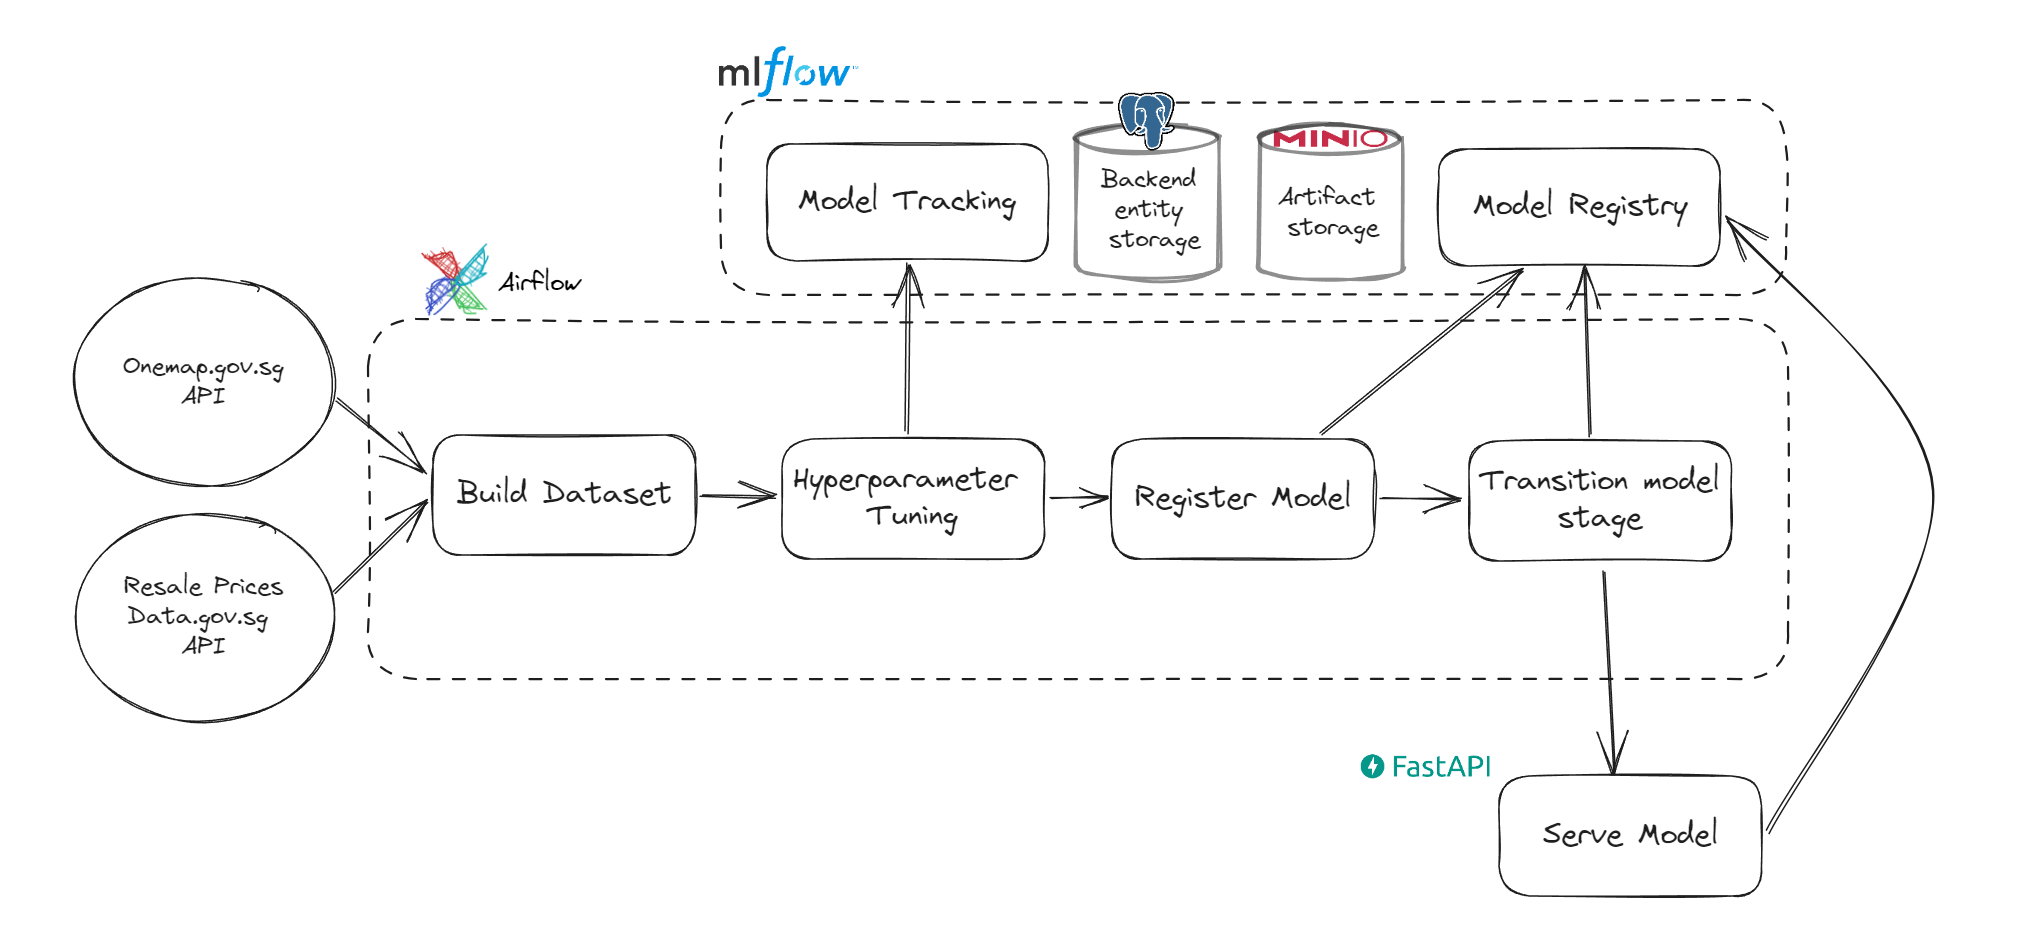 mlflow
MINIO
Model Tracking
Backend
entity
storage
Artifact
storage
Model Registry
Airflow
Onemap.gov.sg
API
Build Dataset
Hyperparameter
Tuning
Register Model
Transition model
stage
Resale Prices
Data.gov.sg
API
FastAPI
Serve Model